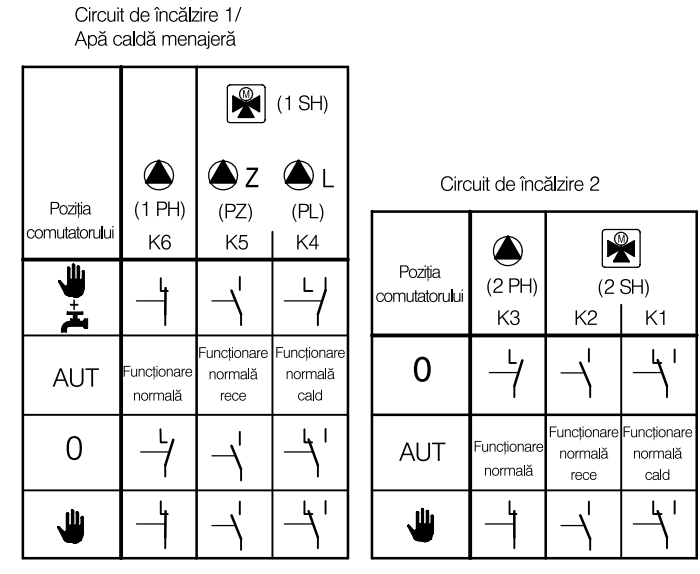 Circuit de încălzire 1/
Apă caldă menajeră
M
(1 SH)
Z
L
Poziția
comutatorului
(1 PH)
(PZ)
(PL)
K6
K5
K4
+
AUT
Funcționare
normală
Funcționare
normală
rece
Funcționare
normală
cald
0
Circuit de încălzire 2
Poziția
comutatorului
M
(2 PH)
(2 SH)
K3
K2
K1
0
AUT
Funcționare
normală
Funcționare
normală
rece
Funcționare
normală
cald